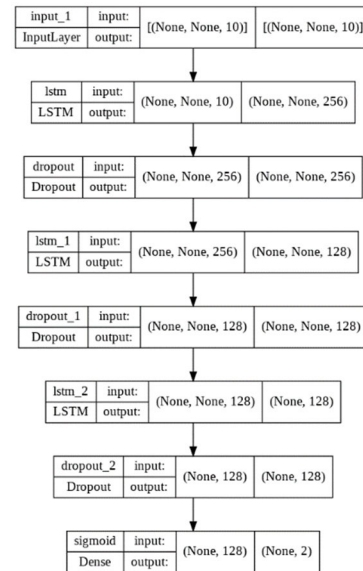 input_1 input: [(None, None, 10)] [(None, None, 10)]
InputLayer output:
lstm input: (None, None, 10) (None, None, 256)
LSTM output:
dropout input: (None, None, 256) (None, None, 256)
Dropout output:
lstm_1 input: (None, None, 256) (None, None, 128)
LSTM output:
dropout_1 input: (None, None, 128) (None, None, 128)
Dropout output:
lstm_2 input: (None, None, 128) (None, 128)
LSTM output:
dropout_2 input: (None, 128) (None, 128)
Dropout output:
sigmoid input: (None, 128) (None, 2)
Dense output: